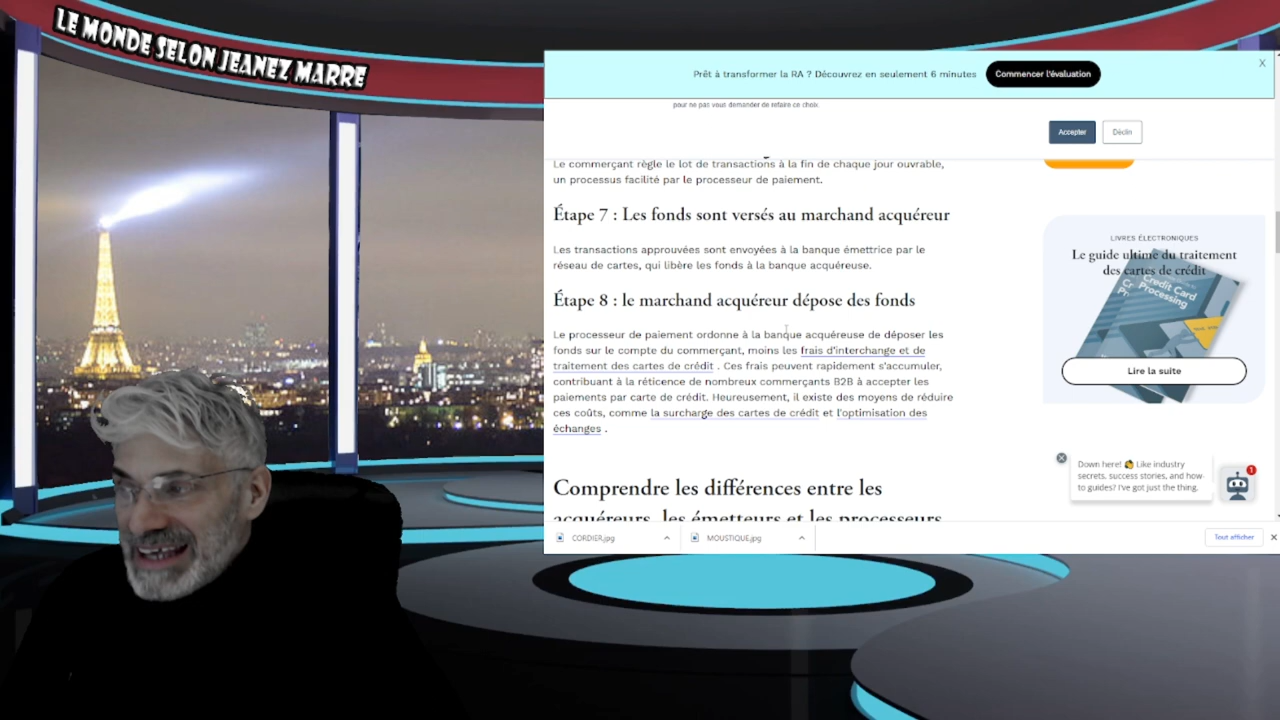 LE MONDE SELON JEANEZ MARRE
Prêt à transformer la RA ? Découvrez en seulement 6 minutes
Commencer l'évaluation
X
pour ne pas vous demander de refaire ce choix
Accepter
Déclin
Le commerçant règle le lot de transactions à la fin de chaque jour ouvrable,
un processus facilité par le processeur de paiement.
Étape 7 : Les fonds sont versés au marchand acquéreur
Les transactions approuvées sont envoyées à la banque émettrice par le
réseau de cartes, qui libère les fonds à la banque acquéreuse.
Étape 8 : le marchand acquéreur dépose des fonds
Le processeur de paiement ordonne à la banque acquéreuse de déposer les
fonds sur le compte du commerçant, moins les frais d'interchange et de
traitement des cartes de crédit . Ces frais peuvent rapidement s'accumuler,
contribuant à la réticence de nombreux commerçants B2B à accepter les
paiements par carte de crédit. Heureusement, il existe des moyens de réduire
ces coûts, comme la surcharge des cartes de crédit et l'optimisation des
échanges .
Comprendre les différences entre les
acquéreurs, les émetteurs et les processeurs
LIVRES ÉLECTRONIQUES
Le guide ultime du traitement
des cartes de crédit
Credit Card
Processing
Lire la suite
Down here! Like industry
secrets, success stories, and how-
to guides? I've got just the thing.
1
CORDIER.jpg
MOUSTIQUE.jpg
Tout afficher